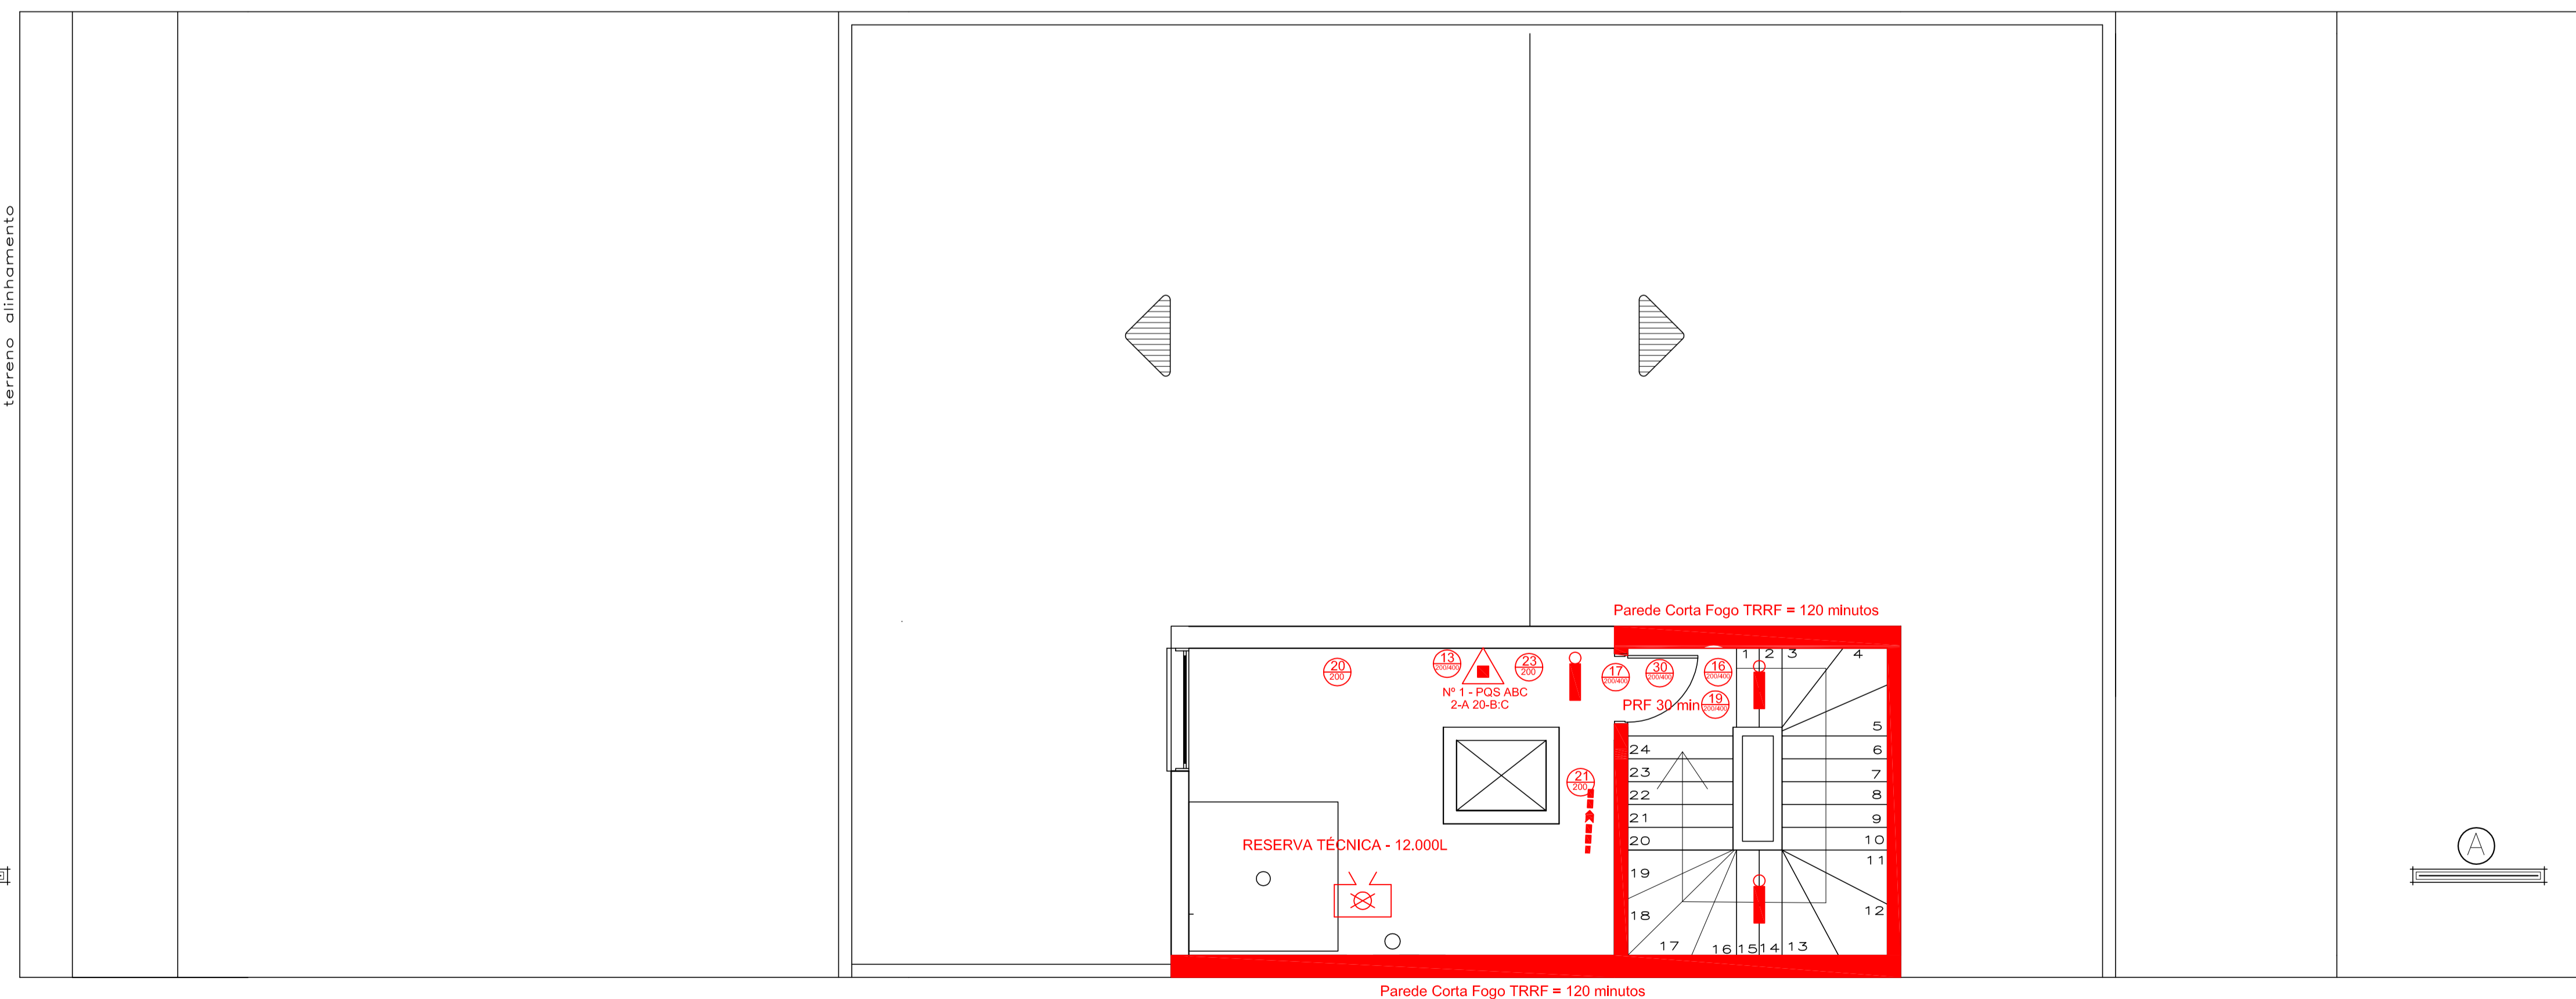 terreno alinhamento
Parede Corta Fogo TRRF = 120 minutos
20
200
13
200/400
23
200
17
200/400
30
200/400
16
200/400
1 2 3 4
Nº 1 - PQS ABC
2-A 20-B:C
PRF 30 min
19
200/400
5
24 6
23 7
22 8
21 9
20 10
11
21
200
RESERVA TÉCNICA - 12.000L
19
18 12
17 16 15 14 13
A
Parede Corta Fogo TRRF = 120 minutos